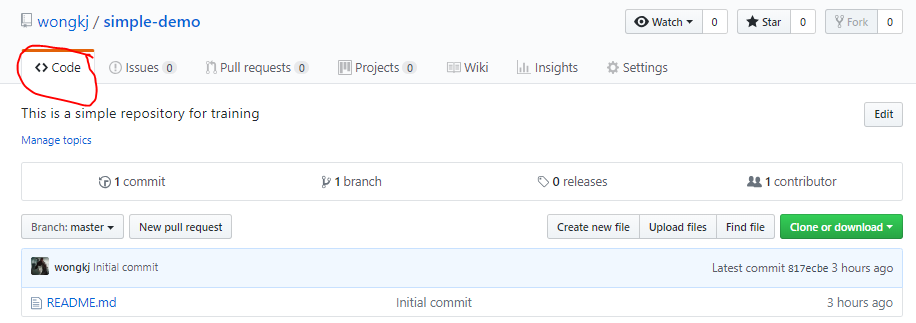 wongkj / simple-demo Watch 0 Star 0 Fork 0
Code Issues 0 Pull requests 0 Projects 0 Wiki Insights Settings
This is a simple repository for training Edit
Manage topics
1 commit 1 branch 0 releases 1 contributor
Branch: master New pull request Create new file Upload files Find file Clone or download
wongkj Initial commit Latest commit 817ecbe 3 hours ago
README.md Initial commit 3 hours ago